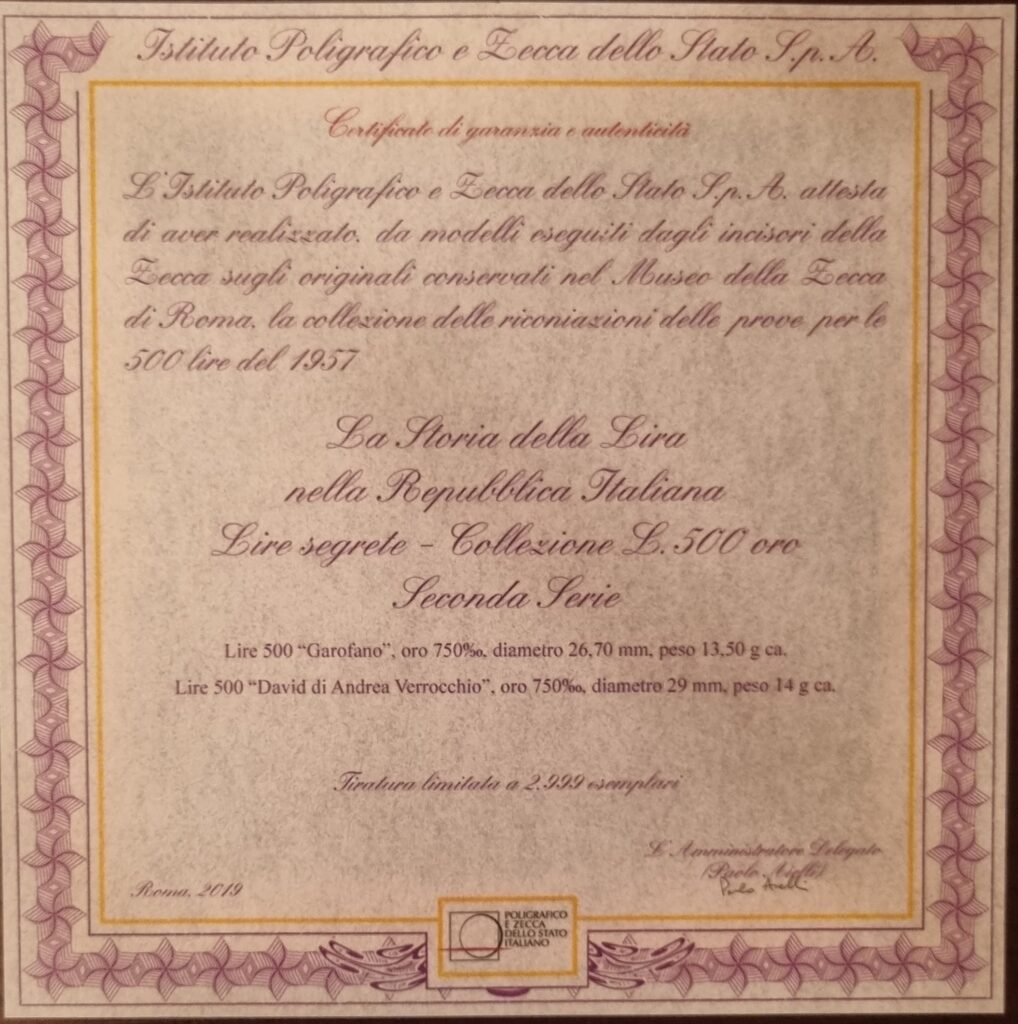 Istituto Poligrafico e Zecca dello Stato S.p.A.
Certificato di garanzia e autenticità
L'Istituto Poligrafico e Zecca dello Stato S.p.A. attesta
di aver realizzato, da modelli eseguiti dagli incisori della
Zecca sugli originali conservati nel Museo della Zecca
di Roma, la collezione delle riconiazioni delle prove per le
500 lire del 1957
La Storia della Lira
nella Repubblica Italiana
Lire segrete - Collezione L. 500 oro
Seconda Serie
Lire 500 “Garofano”, oro 750‰, diametro 26,70 mm, peso 13,50 g ca.
Lire 500 “David di Andrea Verrocchio”, oro 750‰, diametro 29 mm, peso 14 g ca.
Tiratura limitata a 2.999 esemplari
L'Amministratore Delegato
(Paolo Aielli)
Paolo Aielli
Roma, 2019
POLIGRAFICO
E ZECCA
DELLO STATO
ITALIANO